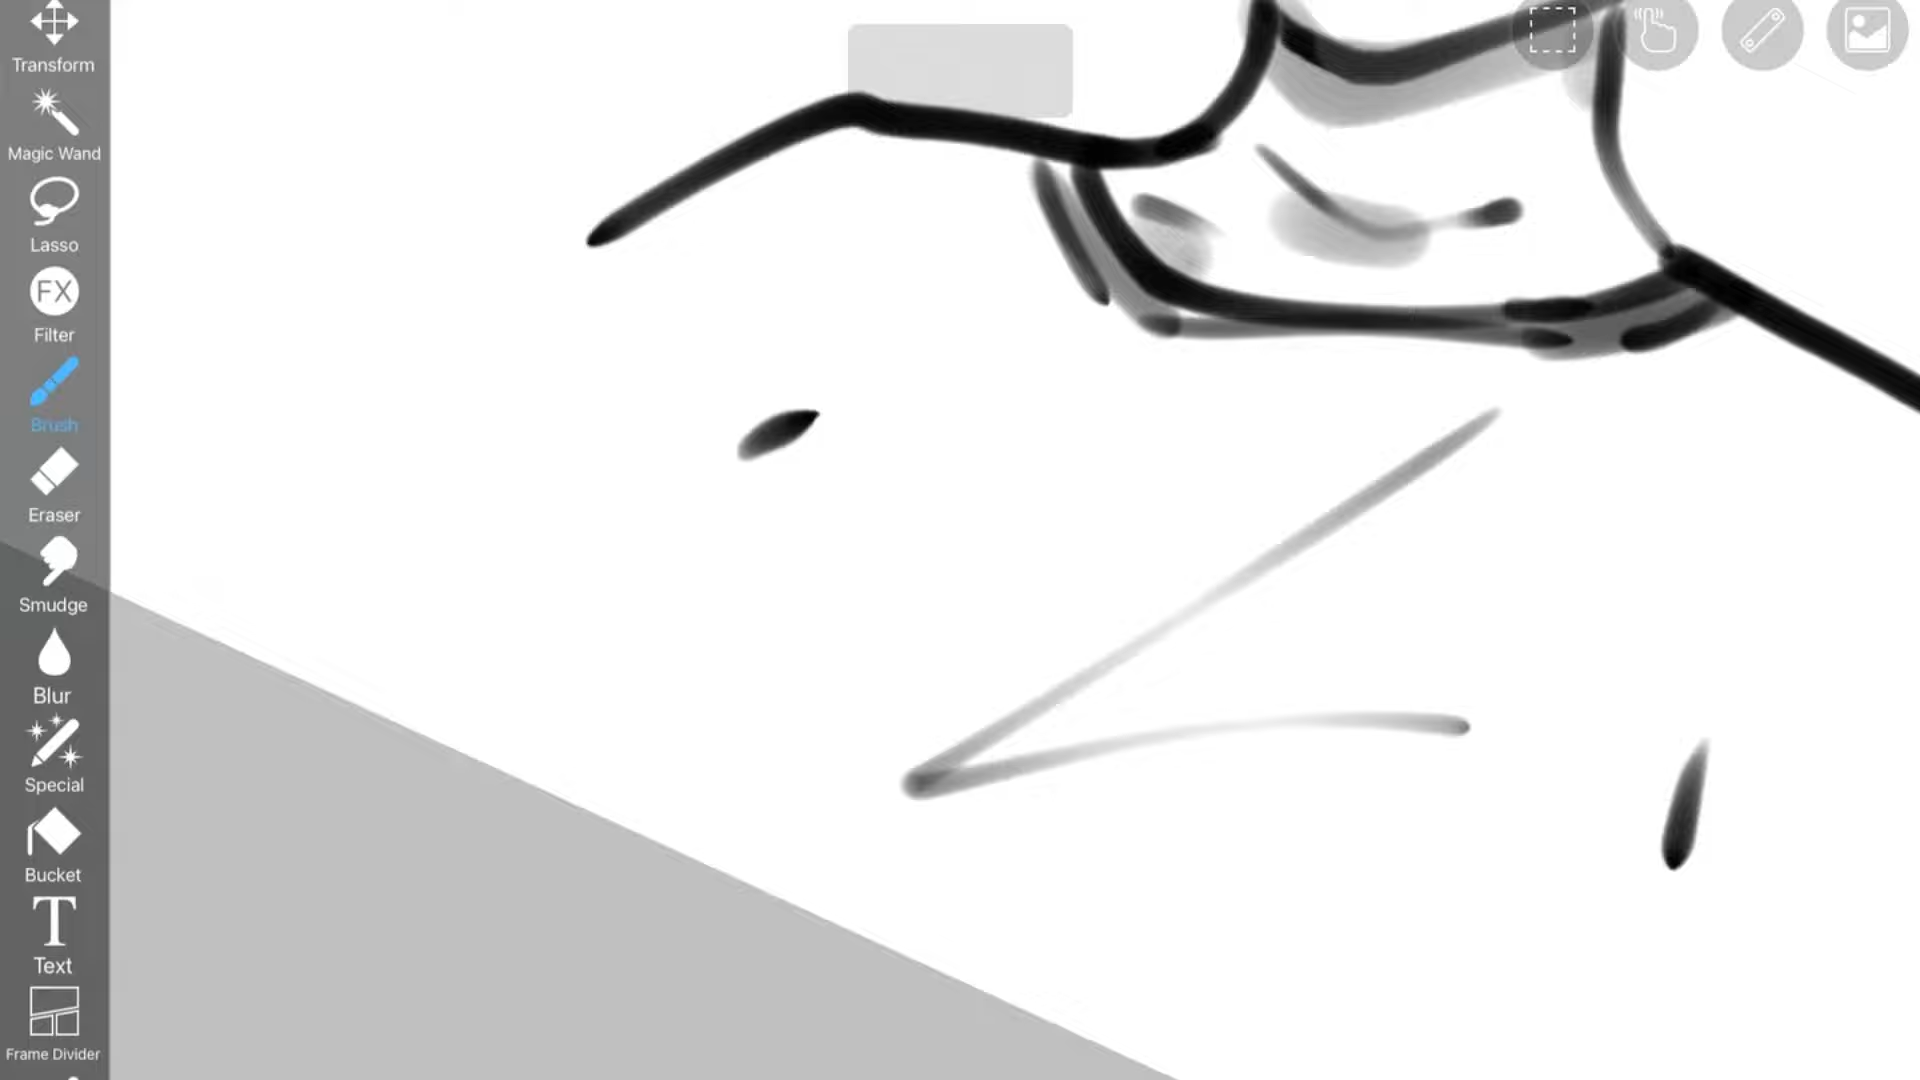 Transform
Magic Wand
Lasso
FX
Filter
Brush
Eraser
Smudge
Blur
Special
Bucket
T
Text
Frame Divider